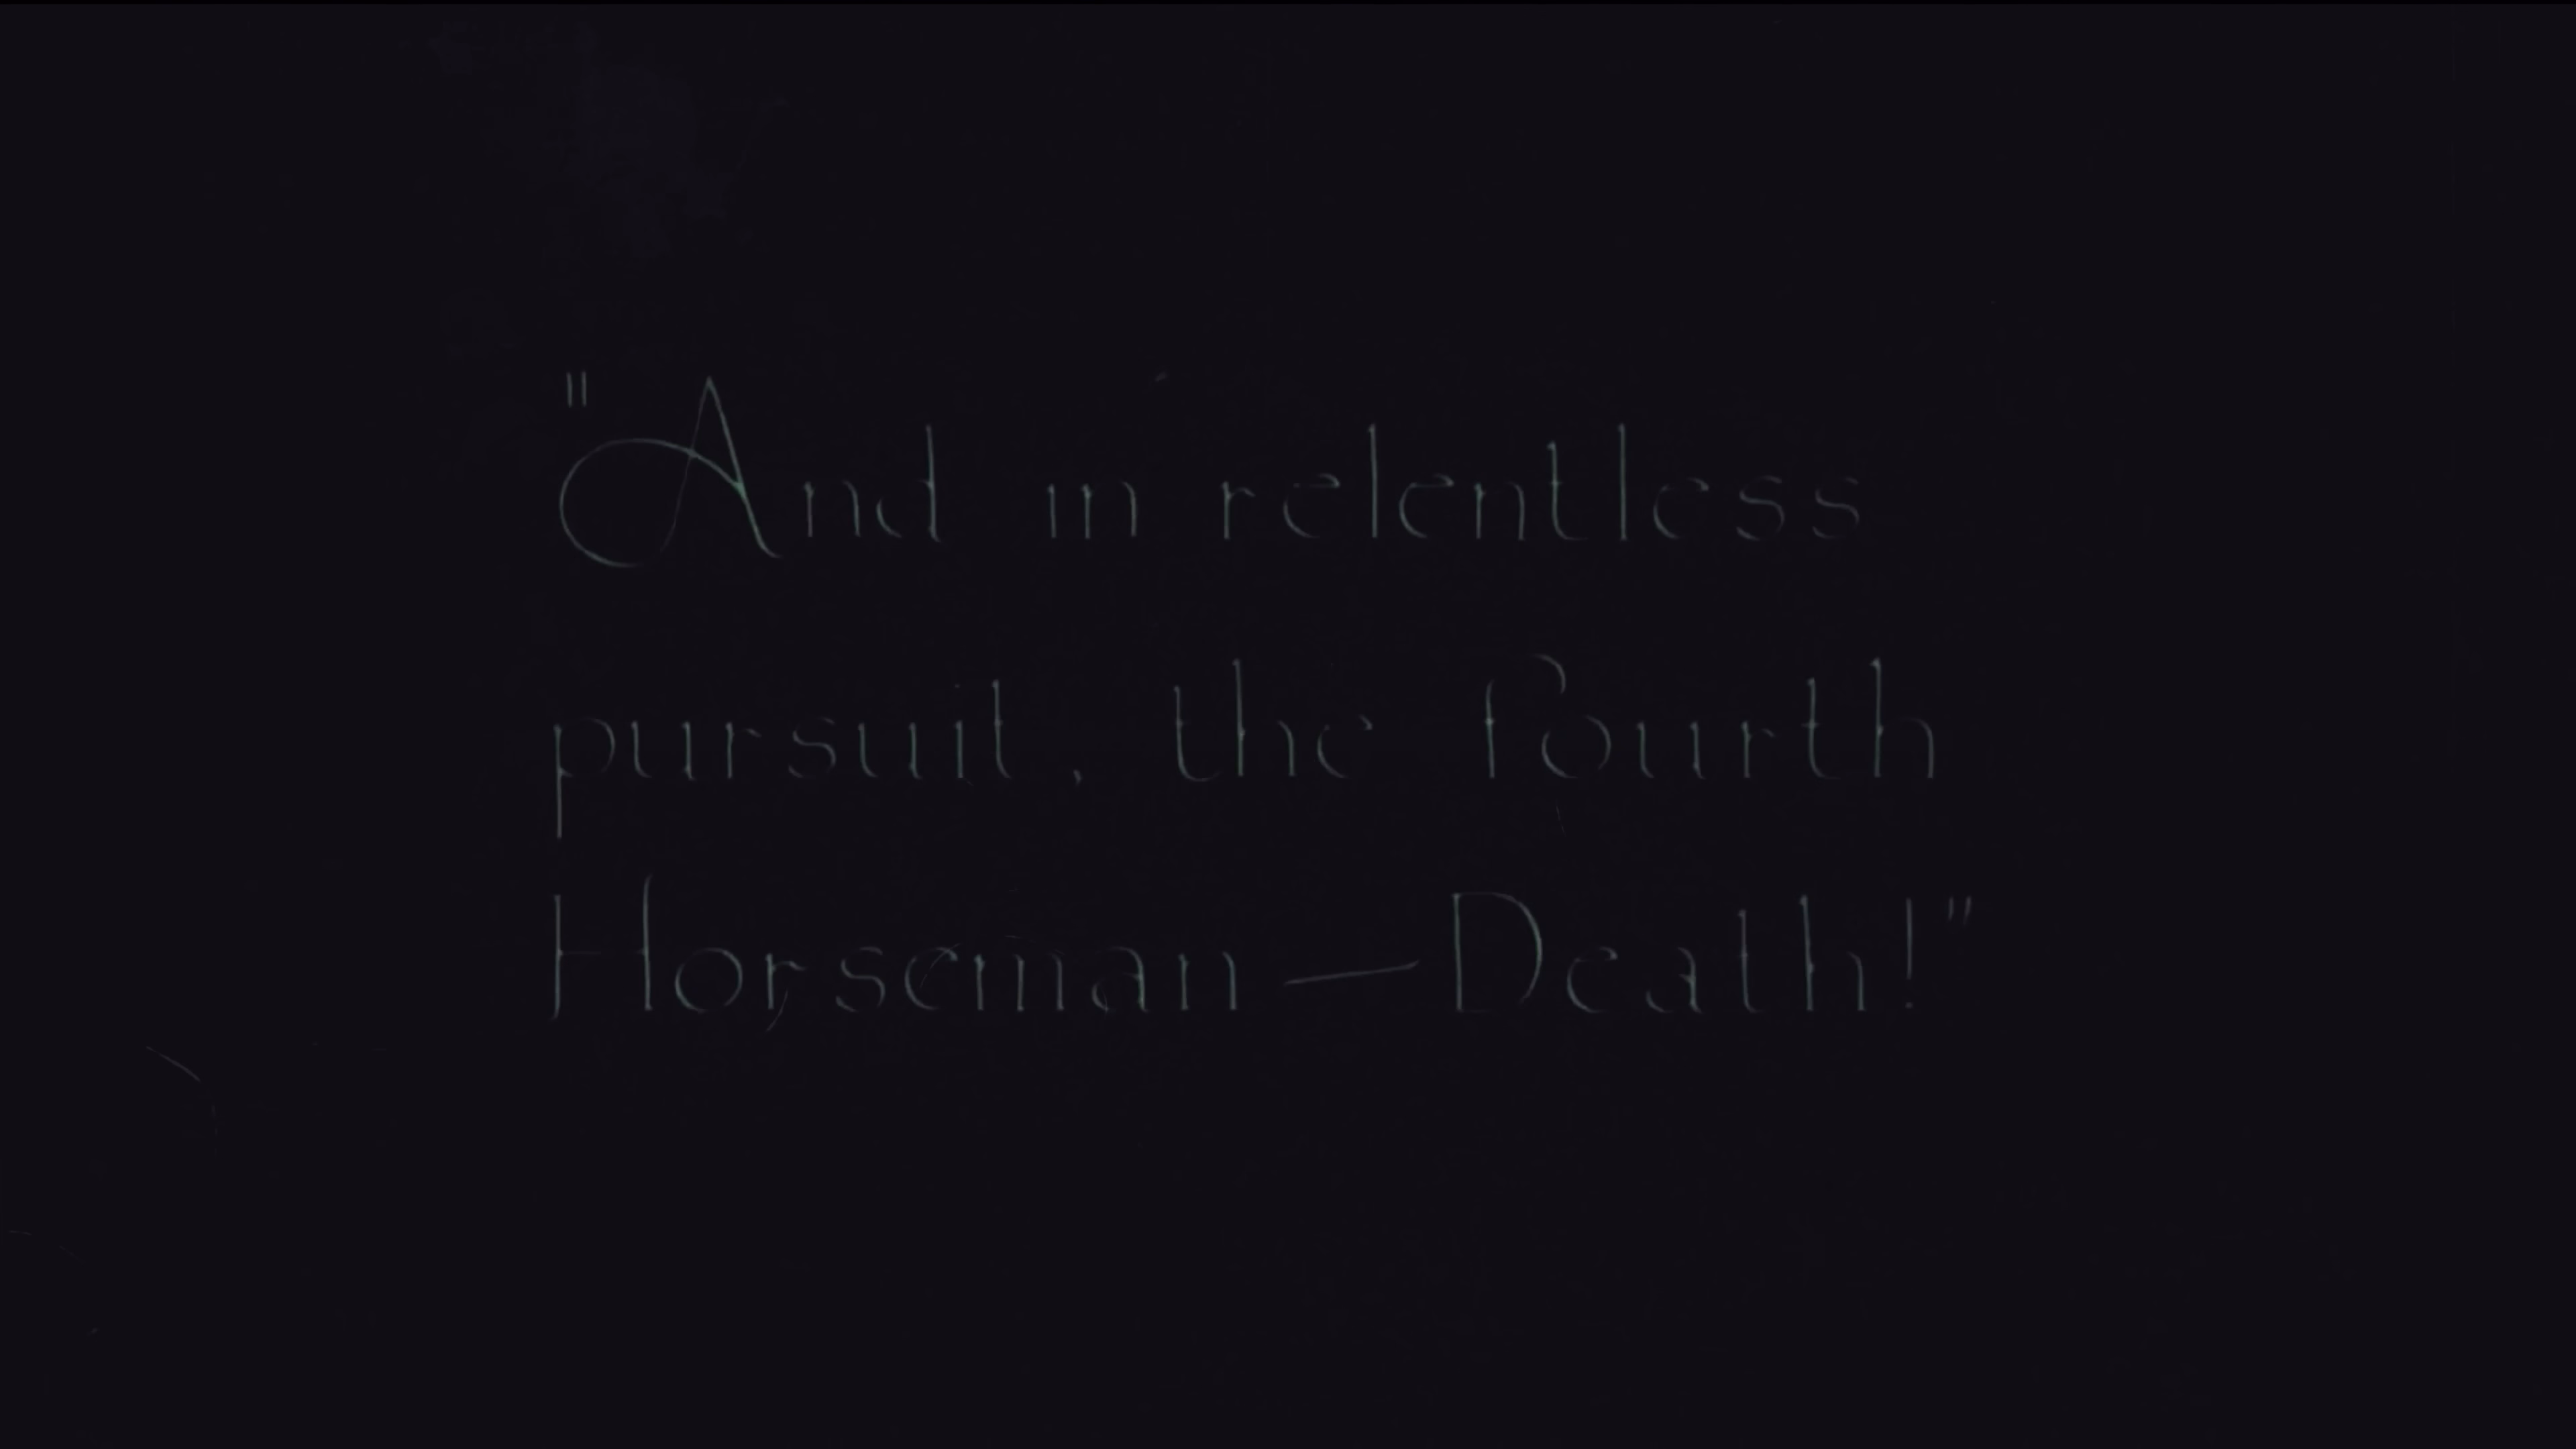 "And in relentless
pursuit, the fourth
Horseman — Death!"